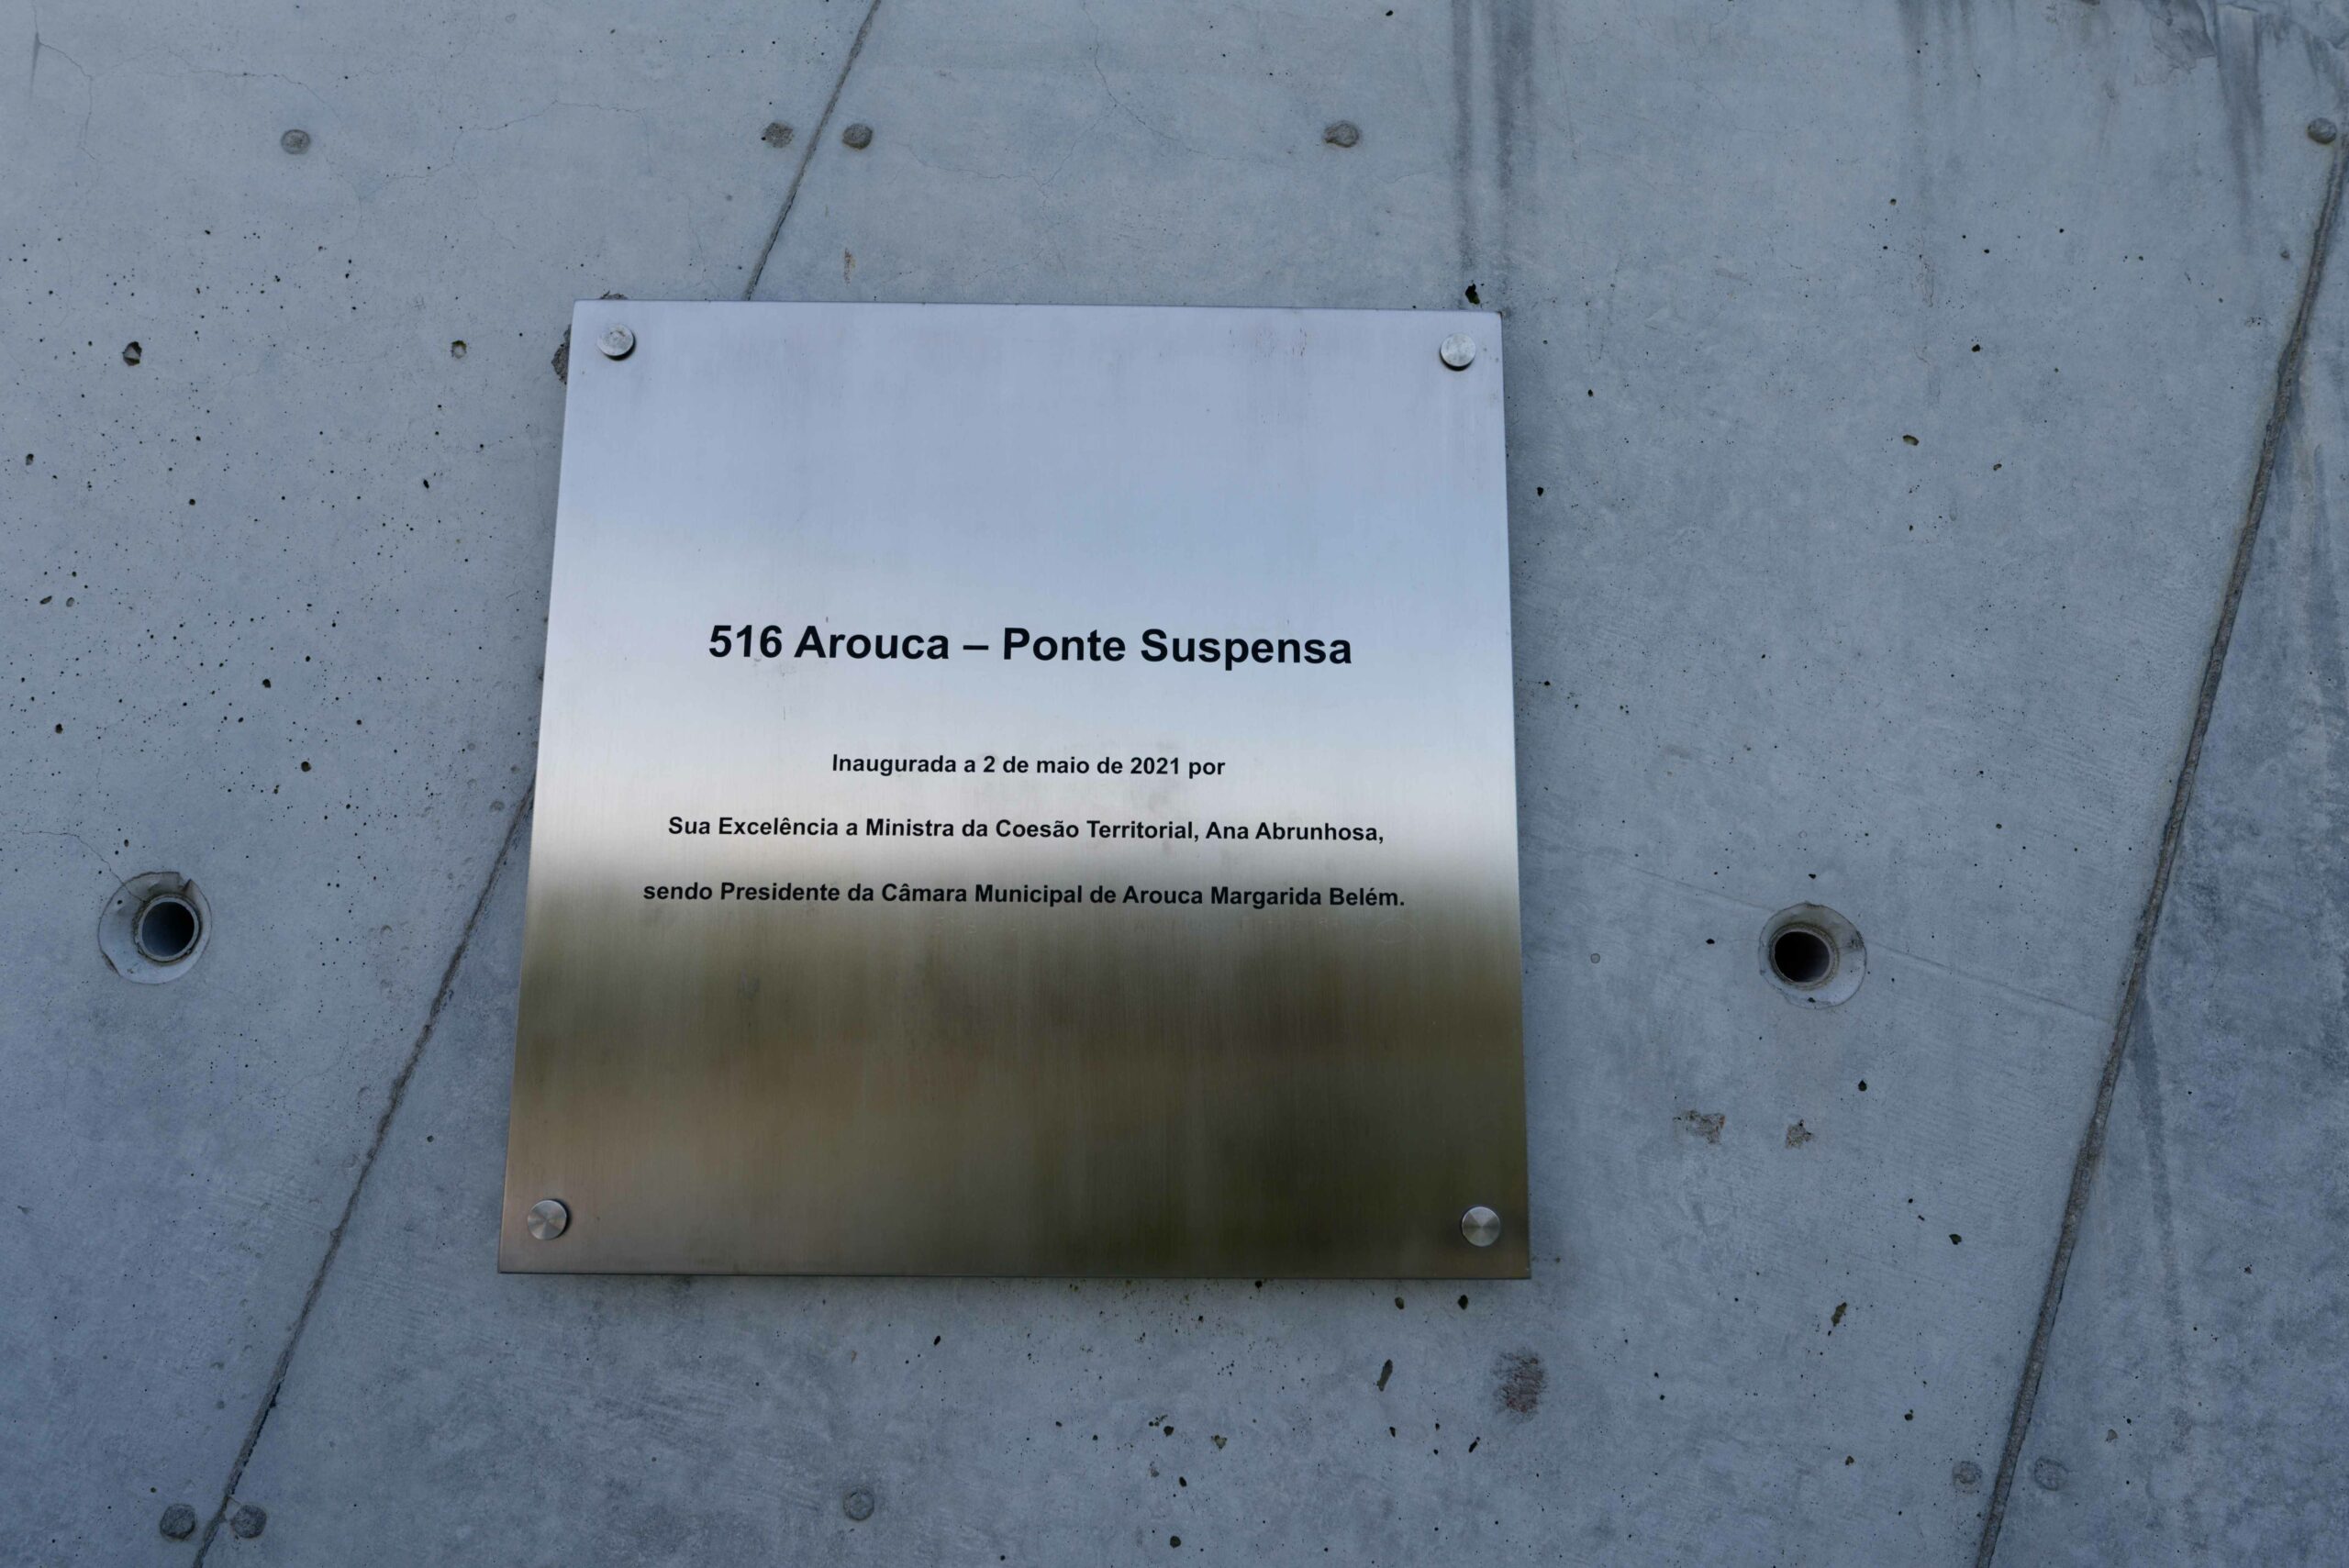 516 Arouca – Ponte Suspensa
Inaugurada a 2 de maio de 2021 por
Sua Excelência a Ministra da Coesão Territorial, Ana Abrunhosa,
sendo Presidente da Câmara Municipal de Arouca Margarida Belém.